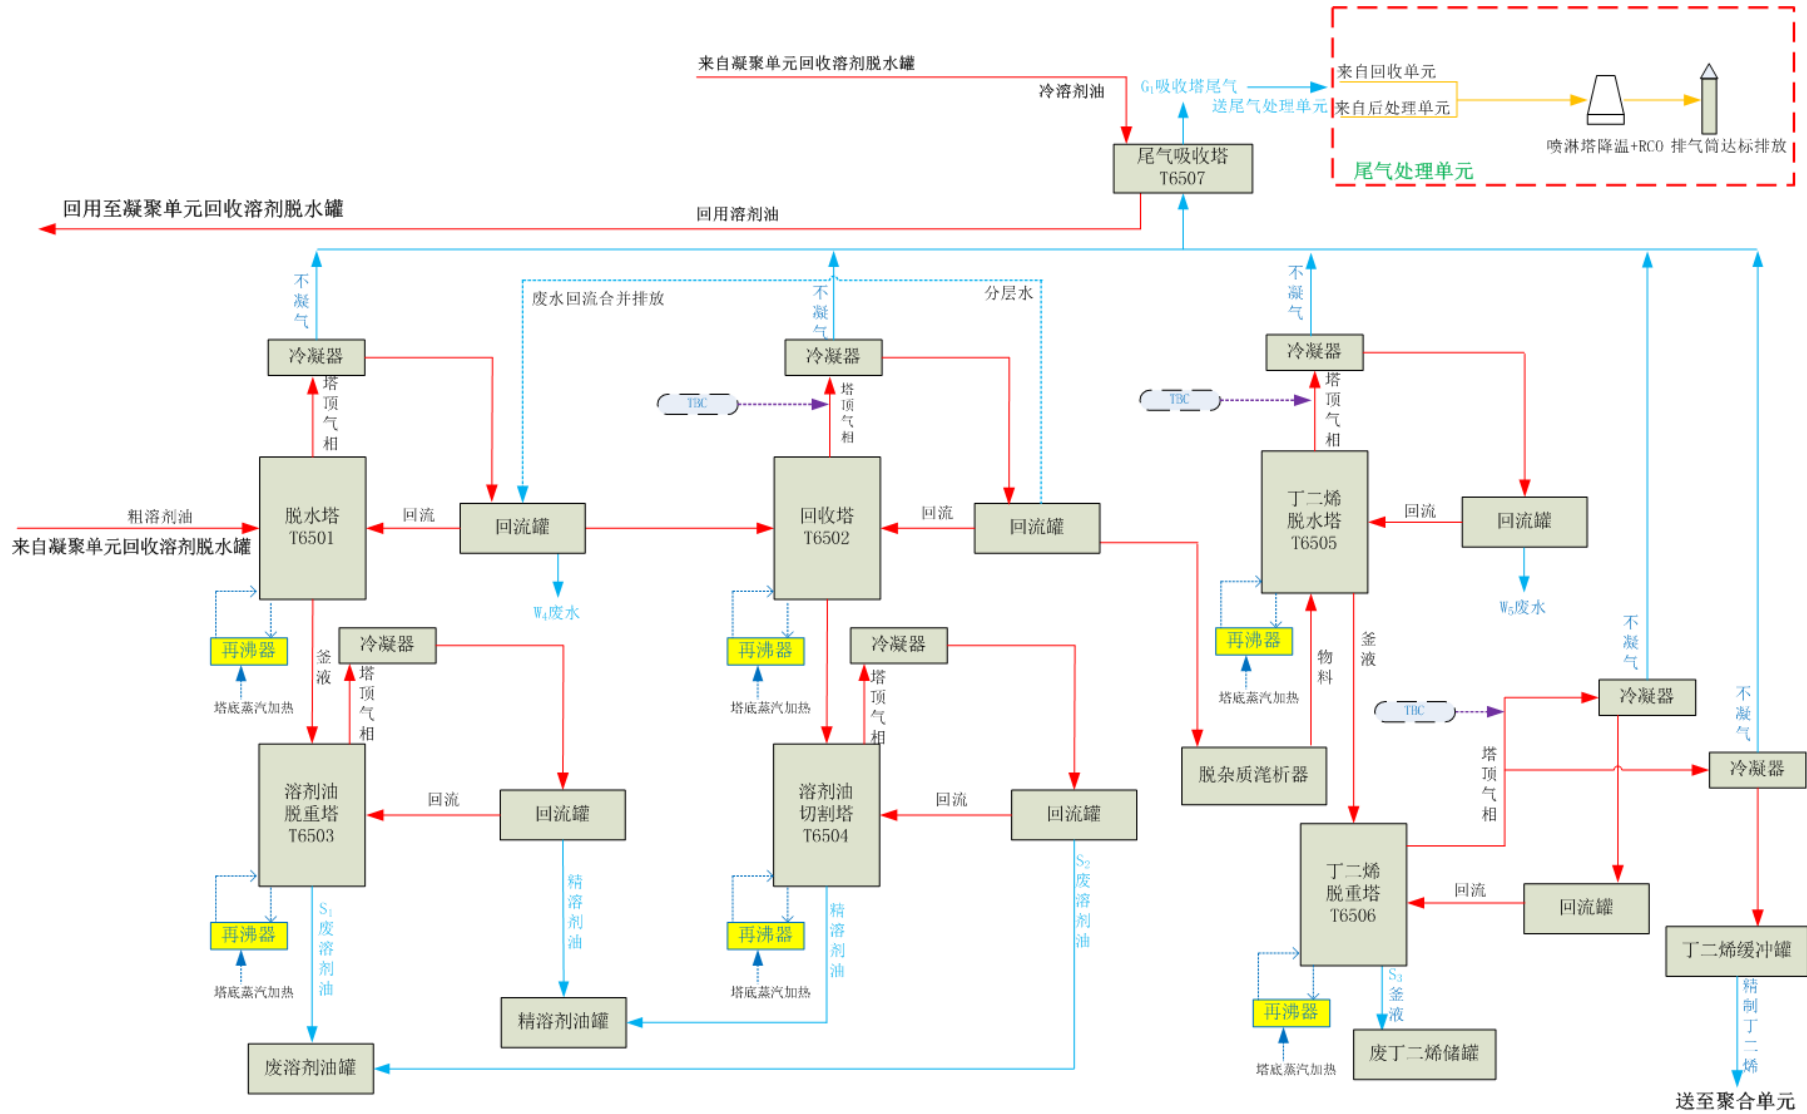 来自凝聚单元回收溶剂脱水罐
冷溶剂油
G₁吸收塔尾气
送尾气处理单元
来自回收单元
来自后处理单元
喷淋塔降温+RCO
排气筒达标排放
尾气处理单元
尾气吸收塔
T6507
回用至凝聚单元回收溶剂脱水罐
回用溶剂油
不凝气
不凝气
不凝气
废水回流合并排放
分层水
冷凝器
冷凝器
冷凝器
塔顶气相
TBC
塔顶气相
TBC
塔顶气相
粗溶剂油
来自凝聚单元回收溶剂脱水罐
脱水塔
T6501
回流
回流罐
回收塔
T6502
回流
回流罐
丁二烯
脱水塔
T6505
回流
回流罐
W₄废水
W₅废水
再沸器
塔底蒸汽加热
釜液
冷凝器
塔顶气相
再沸器
塔底蒸汽加热
冷凝器
塔顶气相
再沸器
塔底蒸汽加热
物料
釜液
不凝气
不凝气
TBC
冷凝器
塔顶气相
冷凝器
溶剂油
脱重塔
T6503
回流
回流罐
溶剂油
切割塔
T6504
回流
回流罐
脱杂质滗析器
丁二烯
脱重塔
T6506
回流
回流罐
丁二烯缓冲罐
再沸器
塔底蒸汽加热
S₁废溶剂油
精溶剂油
再沸器
塔底蒸汽加热
精溶剂油
S₂废溶剂油
再沸器
塔底蒸汽加热
S₃釜液
精制丁二烯
精溶剂油罐
废溶剂油罐
废丁二烯储罐
送至聚合单元